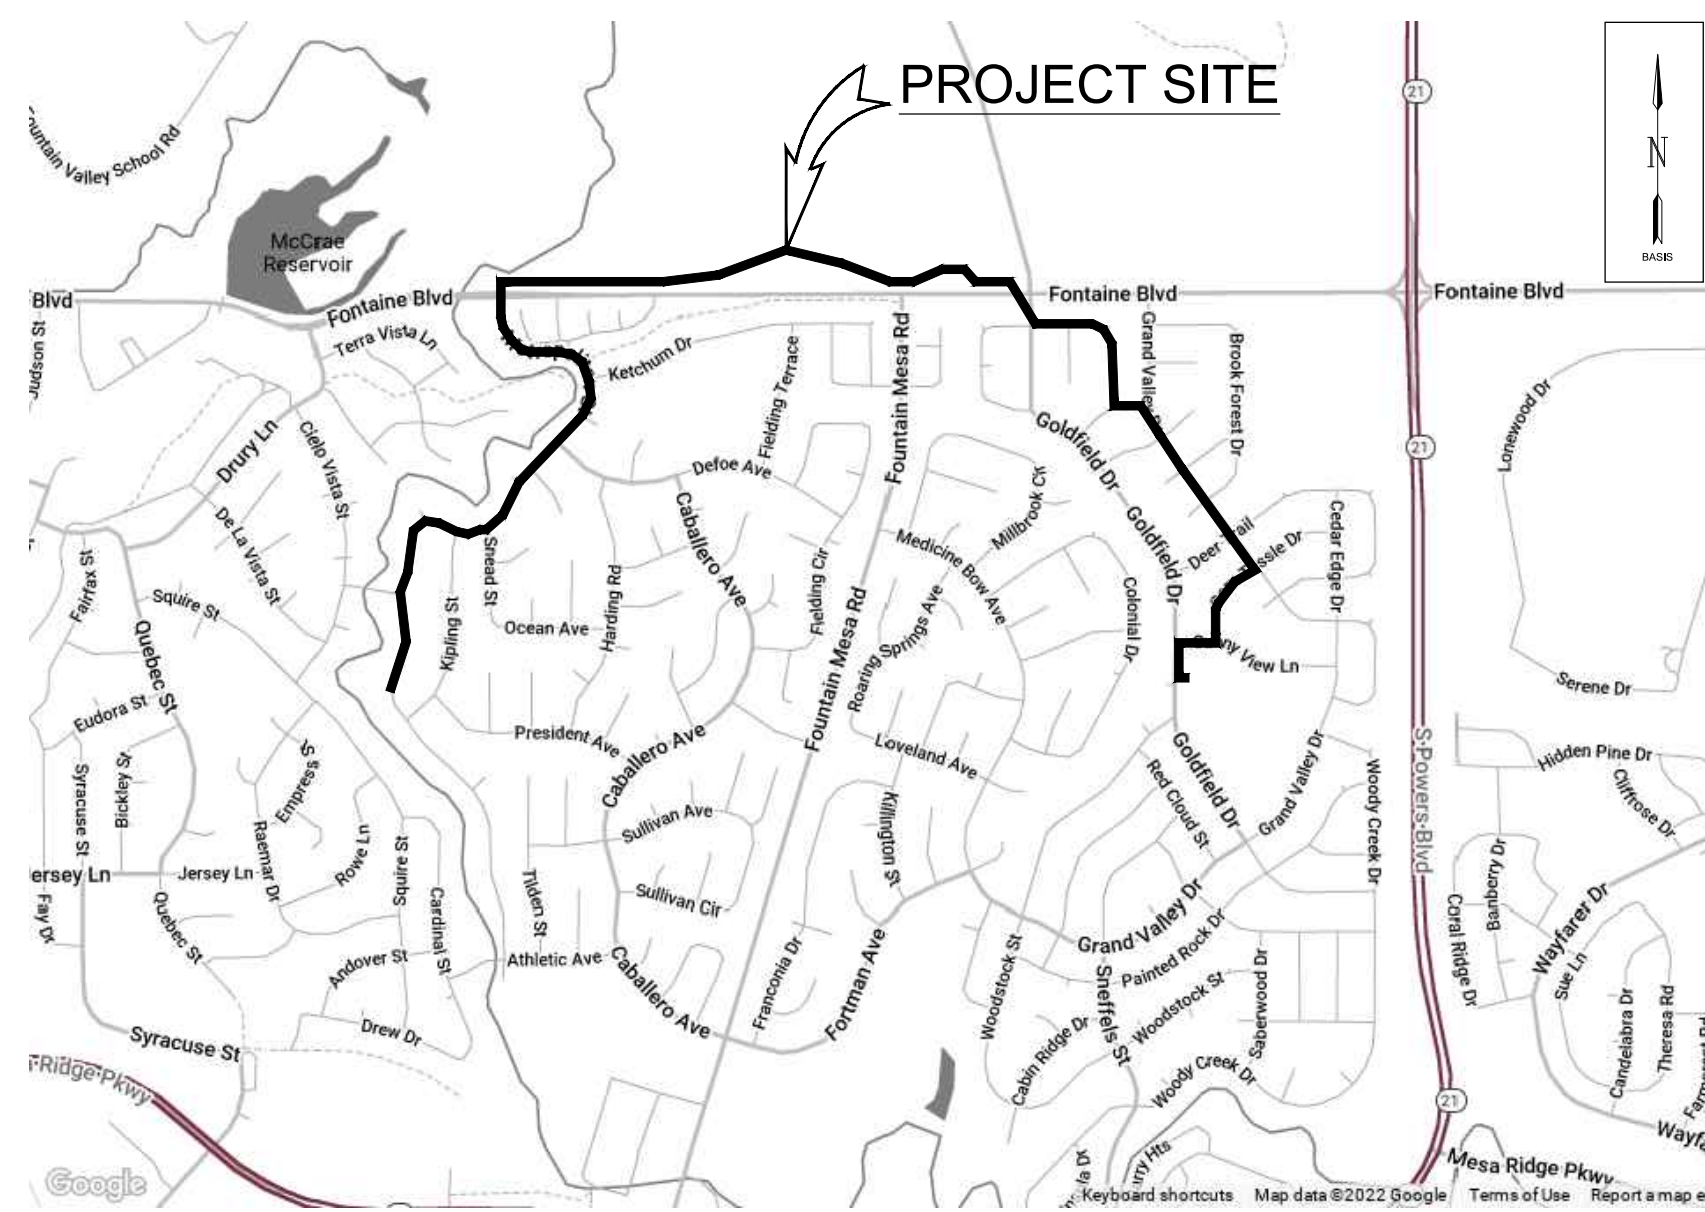 PROJECT SITE
21
N
BASIS
Valley School Rd
McCrae
Reservoir
Blvd
Fontaine Blvd
Fontaine Blvd
Fontaine Blvd
Judson St
Terra Vista Ln
Ketchum Dr
Fielding Terrace
Fountain Mesa Rd
Grand Valley
Brook Forest Dr
Lonewood Dr
Drury Ln
Cielo Vista St
Goldfield Dr
21
Defoe Ave
Caballero Ave
Millbrook Cir
Medicine Bow Ave
Goldfield Dr
Deer Trail
Cedar Edge Dr
De La Vista St
Snead St
Fairfax St
Squire St
Harding Rd
Fielding Cir
Colonial Dr
Kipling St
Ocean Ave
Fountain Mesa Rd
Roaring Springs Ave
View Ln
Quebec St
Serene Dr
Eudora St
President Ave
Caballero Ave
Loveland Ave
Goldfield Dr
Grand Valley Dr
S Powers Blvd
Hidden Pine Dr
Cliffrose Dr
Syracuse St
Bickley St
Empress St
Red Cloud St
Woody Creek Dr
Sullivan Ave
Killington St
Raemar Dr
Rowe Ln
Squire St
Jersey Ln
Banberry Dr
Fay Dr
Quebec St
Cardinal St
Tilden St
Sullivan Cir
Coral Ridge Dr
Wayfarer Dr
Grand Valley Dr
Painted Rock Dr
Andover St
Athletic Ave
Caballero Ave
Franconia Dr
Fortman Ave
Woodstock St
Sneffels St
Woodstock St
Saberwood Dr
Sue Ln
Candelabra Dr
Theresa Rd
Syracuse St
Drew Dr
Cabin Ridge Dr
Woody Creek Dr
Ridge Pkwy
21
Mesa Ridge Pkwy
Google
Keyboard shortcuts Map data ©2022 Google Terms of Use Report a map e